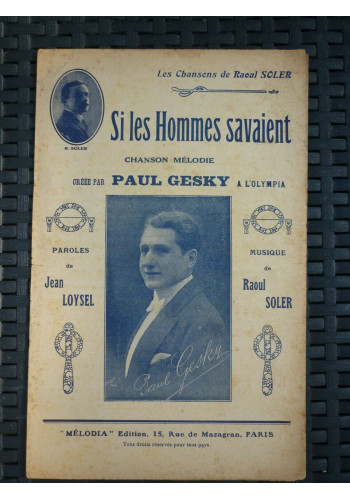 Les Chansons de Raoul SOLER
R. SOLER
Si les Hommes savaient
CHANSON MÉLODIE
CRÉÉE PAR PAUL GESKY A L'OLYMPIA
PAROLES
de
Jean
LOYSEL
MUSIQUE
de
Raoul
SOLER
Paul Gesky
"MÉLODIA" Edition, 15, Rue de Mazagran, PARIS
Tous droits réservés pour tous pays.